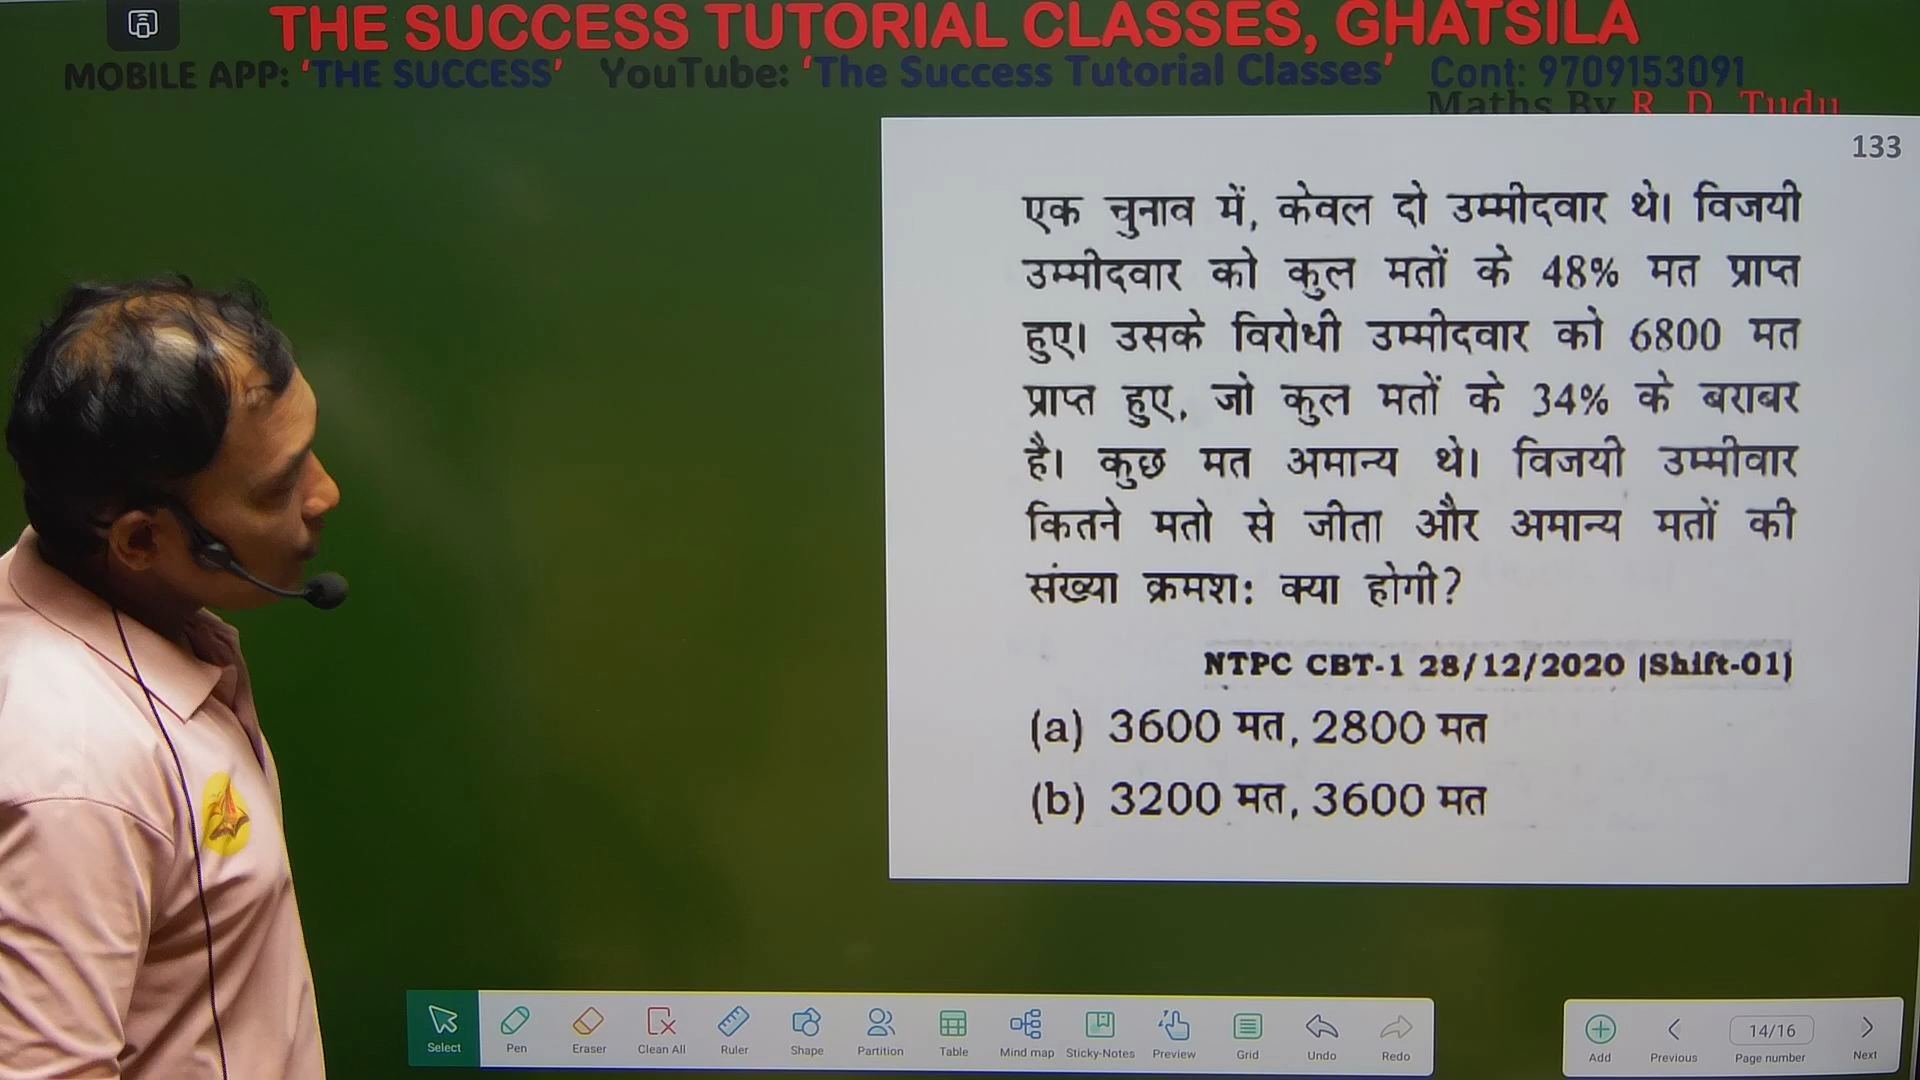 THE SUCCESS TUTORIAL CLASSES, GHATSILA
MOBILE APP: 'THE SUCCESS' YouTube: 'The Success Tutorial Classes' Cont: 9709153091
Maths By R. D. Tudu
133
एक चुनाव में, केवल दो उम्मीदवार थे। विजयी
उम्मीदवार को कुल मतों के 48% मत प्राप्त
हुए। उसके विरोधी उम्मीदवार को 6800 मत
प्राप्त हुए, जो कुल मतों के 34% के बराबर
है। कुछ मत अमान्य थे। विजयी उम्मीवार
कितने मतो से जीता और अमान्य मतों की
संख्या क्रमश: क्या होगी?
NTPC CBT-1 28/12/2020 (Shift-01)
(a) 3600 मत, 2800 मत
(b) 3200 मत, 3600 मत
Select Pen Eraser Clean All Ruler Shape Partition Table Mind map Sticky-Notes Preview Grid Undo Redo
14/16
Add Previous Page number Next